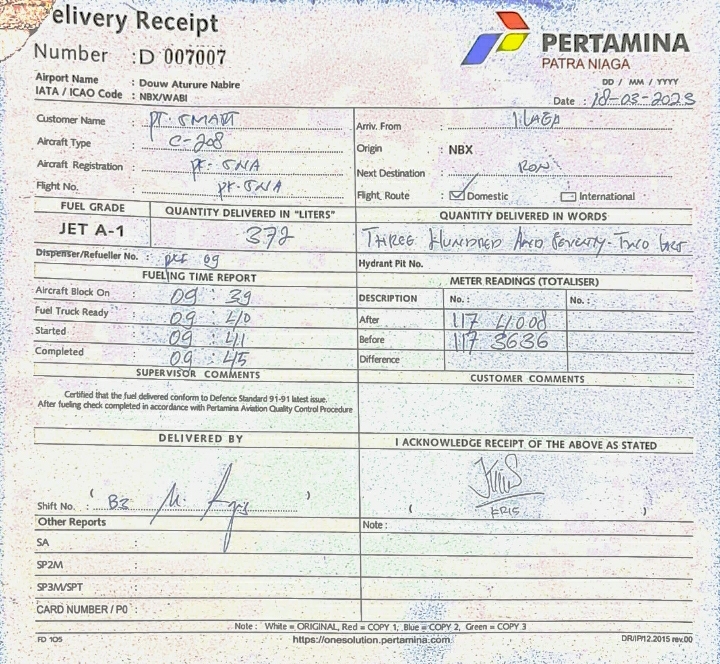 elivery Receipt
Number : D 007007
PERTAMINA
PATRA NIAGA
Airport Name : Douw Aturure Nabire
IATA / ICAO Code : NBX/WABI
DD / MM / YYYY
Date : 18-03-2023
Customer Name : PT. SMART
Aircraft Type : C-208
Aircraft Registration : PK-SNA
Flight No. : PK-SNA
Arriv. From : ILAGA
Origin : NBX
Next Destination : RON
Flight Route : Domestic International
FUEL GRADE QUANTITY DELIVERED IN "LITERS" QUANTITY DELIVERED IN WORDS
JET A-1 372 THREE HUNDRED AND SEVENTY-TWO
Dispenser/Refueller No. : 09
Hydrant Pit No.
FUELING TIME REPORT
Aircraft Block On 09 : 39
Fuel Truck Ready 09 : 40
Started 09 : 41
Completed 09 : 45
METER READINGS (TOTALISER)
DESCRIPTION No. : No. :
After 117 4008
Before 117 3636
Difference
SUPERVISOR COMMENTS
Certified that the fuel delivered conform to Defence Standard 91-91 latest issue.
After fueling check completed in accordance with Pertamina Aviation Quality Control Procedure
CUSTOMER COMMENTS
DELIVERED BY
I ACKNOWLEDGE RECEIPT OF THE ABOVE AS STATED
( )
Shift No. :
( KRIS )
Other Reports
Note :
SA :
SP2M :
SP3M/SPT :
CARD NUMBER / PO :
Note : White = ORIGINAL, Red = COPY 1, Blue = COPY 2, Green = COPY 3
FD 105
https://onesolution.pertamina.com
DR/IP/12.2015 rev.00